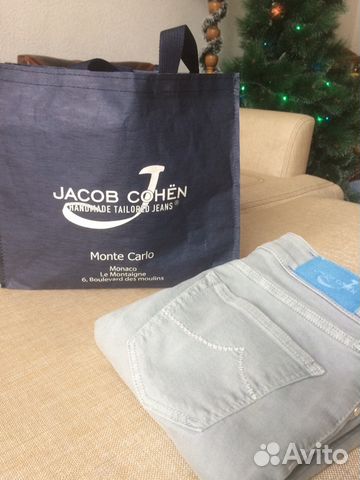 JACOB COHËN
HANDMADE TAILORED JEANS®
Monte Carlo
Monaco
Le Montaigne
6, Boulevard des moulins
Avito